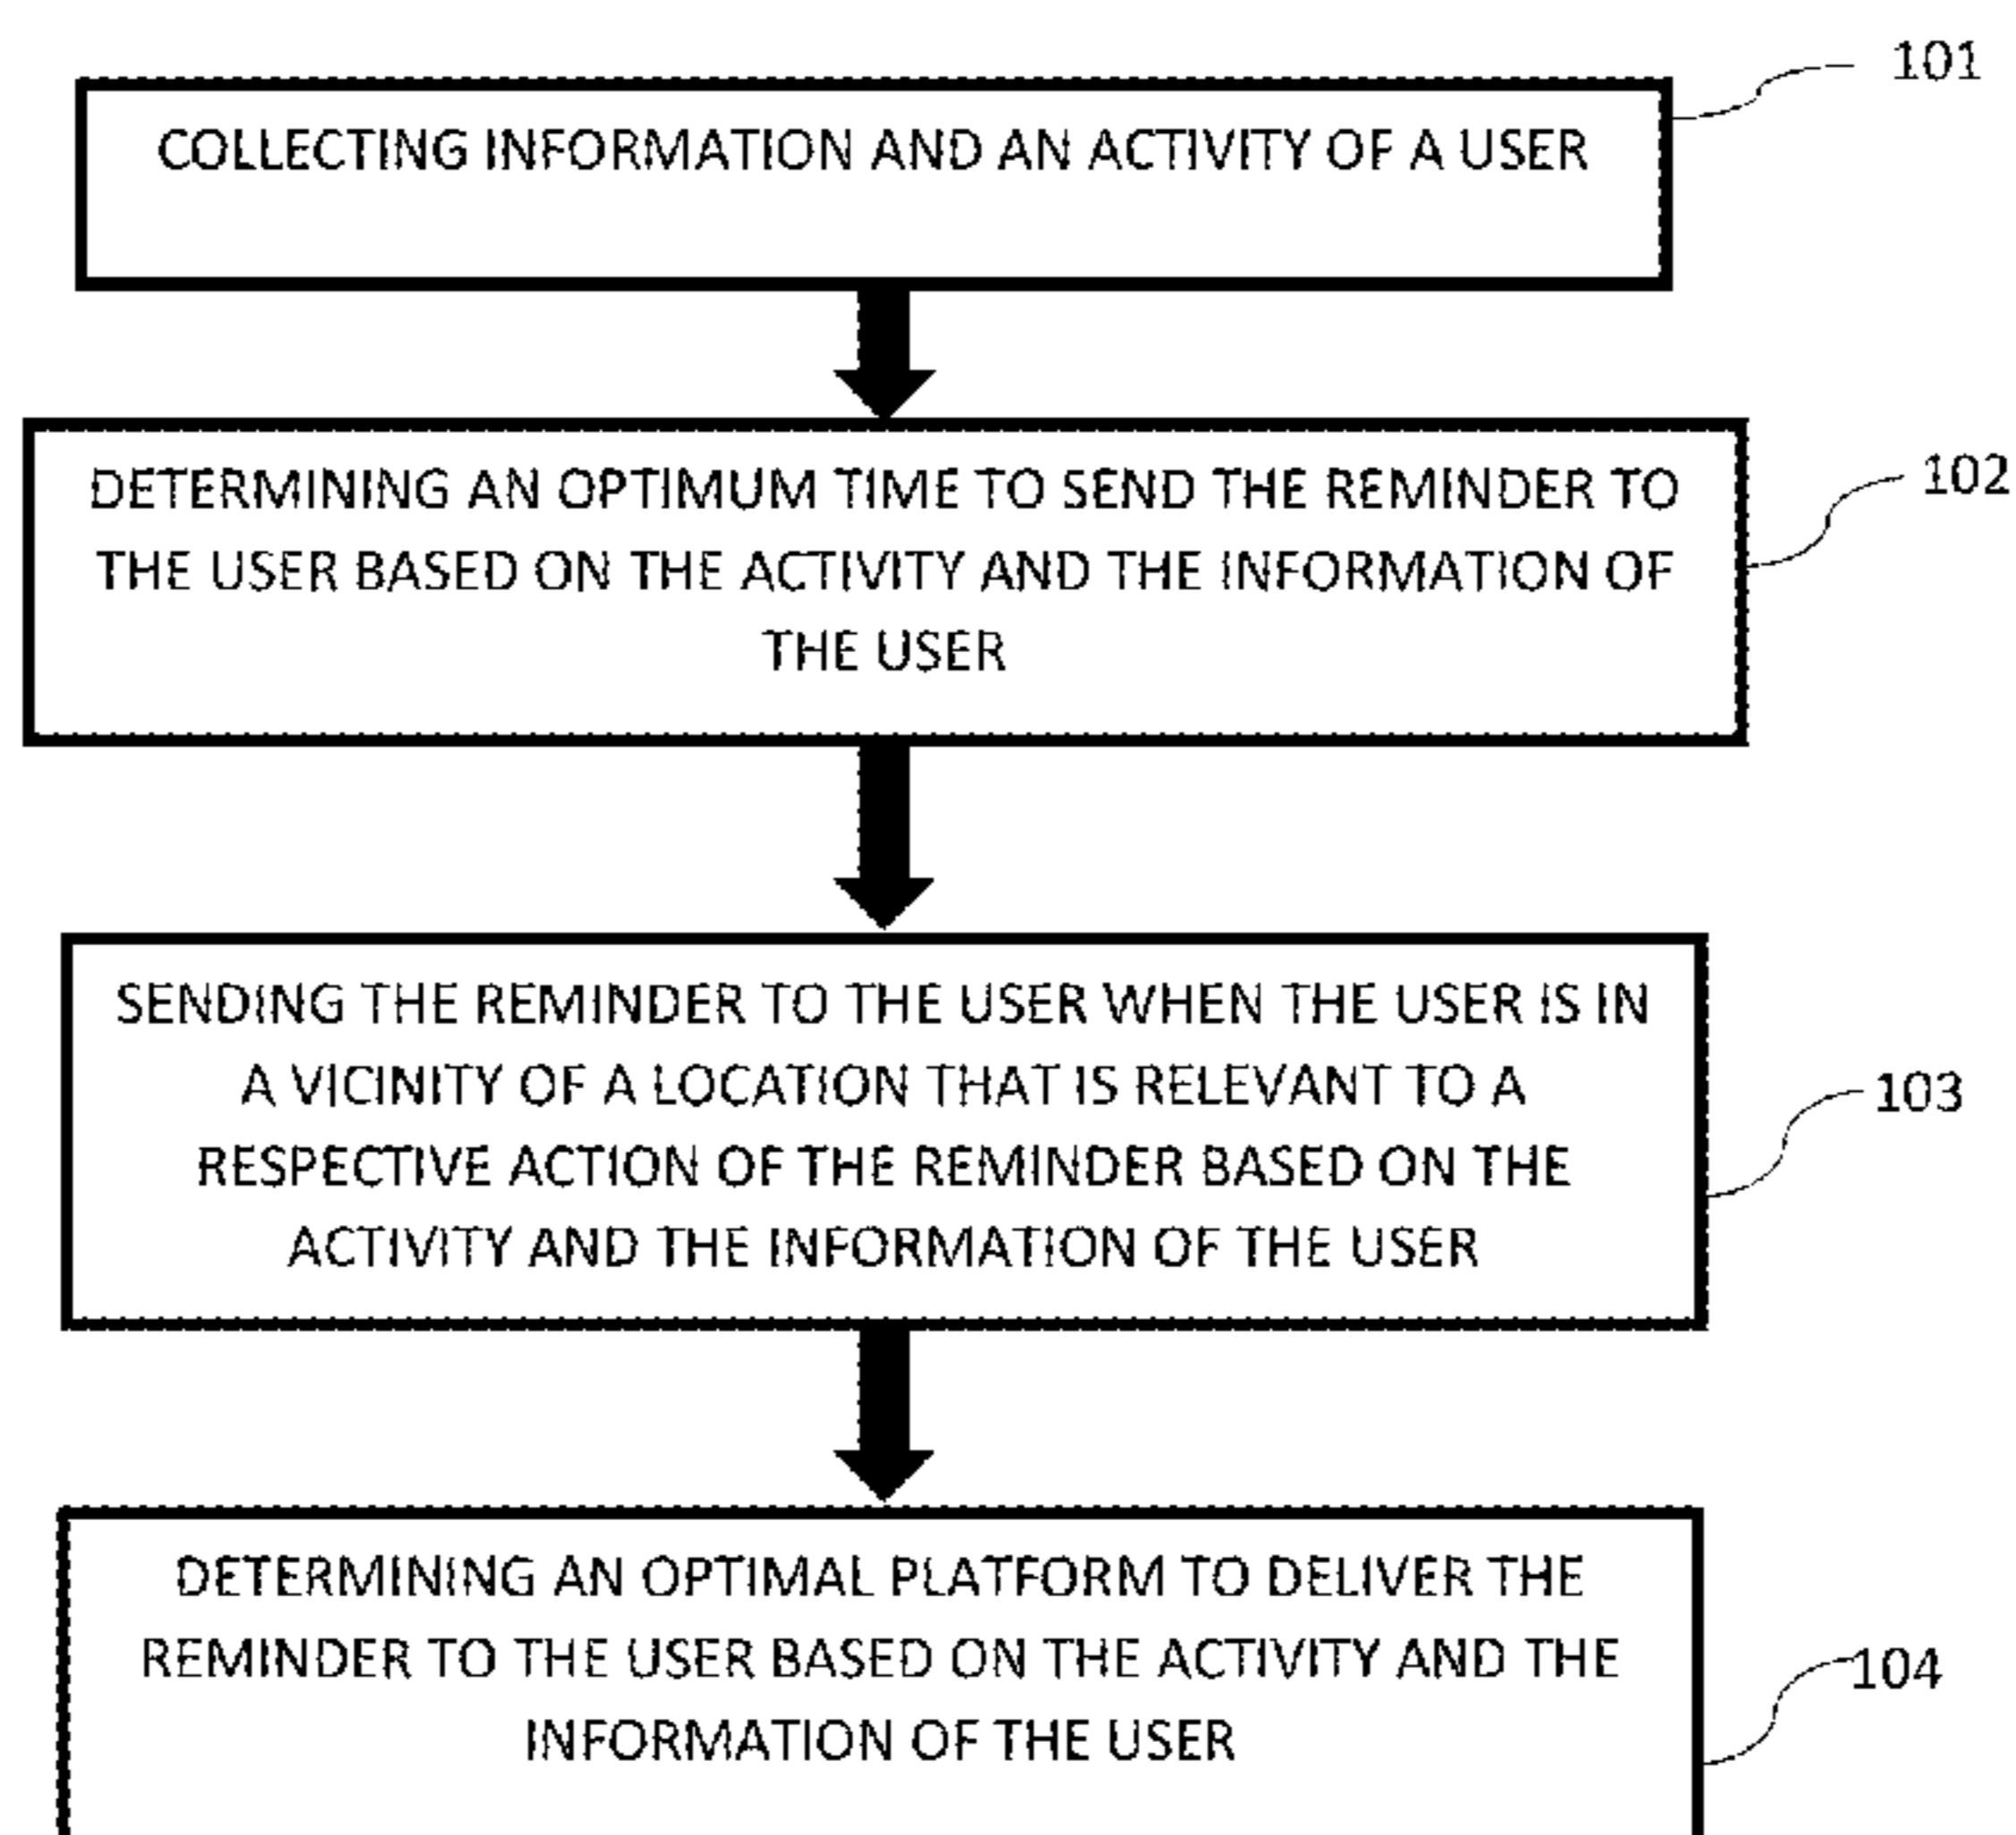 101
COLLECTING INFORMATION AND AN ACTIVITY OF A USER
102
DETERMINING AN OPTIMUM TIME TO SEND THE REMINDER TO
THE USER BASED ON THE ACTIVITY AND THE INFORMATION OF
THE USER
SENDING THE REMINDER TO THE USER WHEN THE USER IS IN
A VICINITY OF A LOCATION THAT IS RELEVANT TO A
103
RESPECTIVE ACTION OF THE REMINDER BASED ON THE
ACTIVITY AND THE INFORMATION OF THE USER
DETERMINING AN OPTIMAL PLATFORM TO DELIVER THE
REMINDER TO THE USER BASED ON THE ACTIVITY AND THE
104
INFORMATION OF THE USER